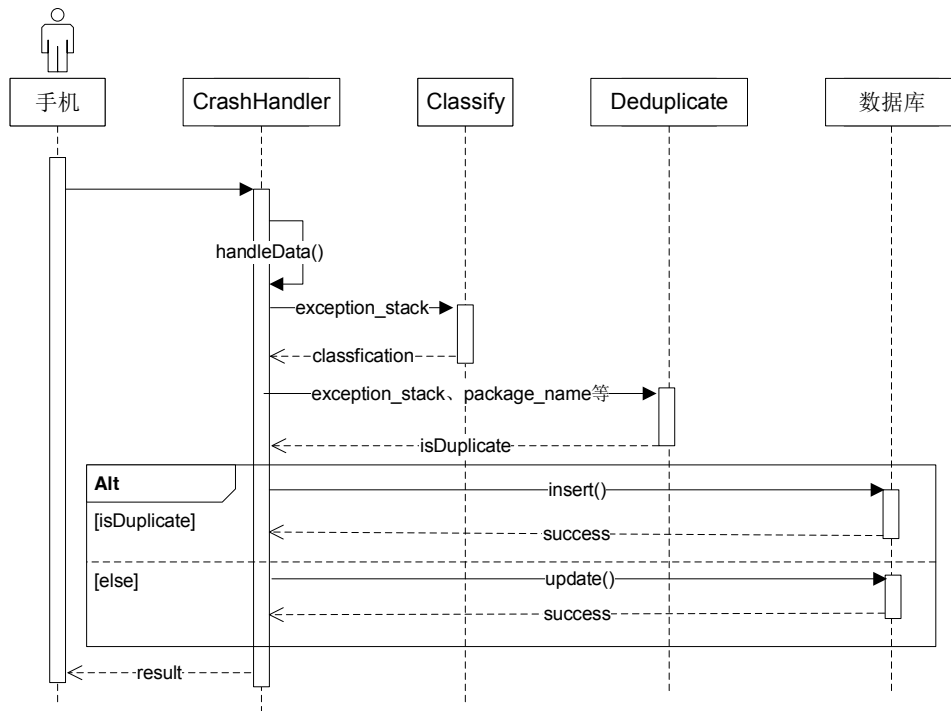 手机
CrashHandler
Classify
Deduplicate
数据库
handleData()
exception_stack
classfication
exception_stack、package_name等
isDuplicate
Alt
insert()
[isDuplicate]
success
[else]
update()
success
result